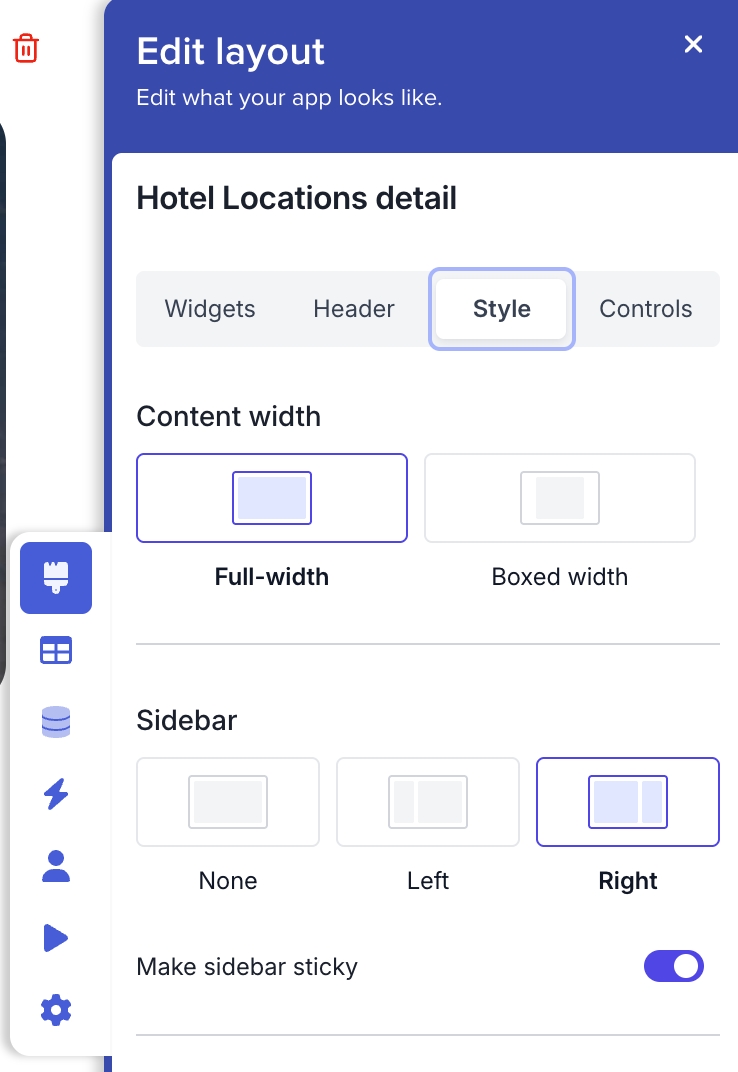 Edit layout
Edit what your app looks like.
Hotel Locations detail
Widgets Header Style Controls
Content width
Full-width Boxed width
Sidebar
None Left Right
Make sidebar sticky